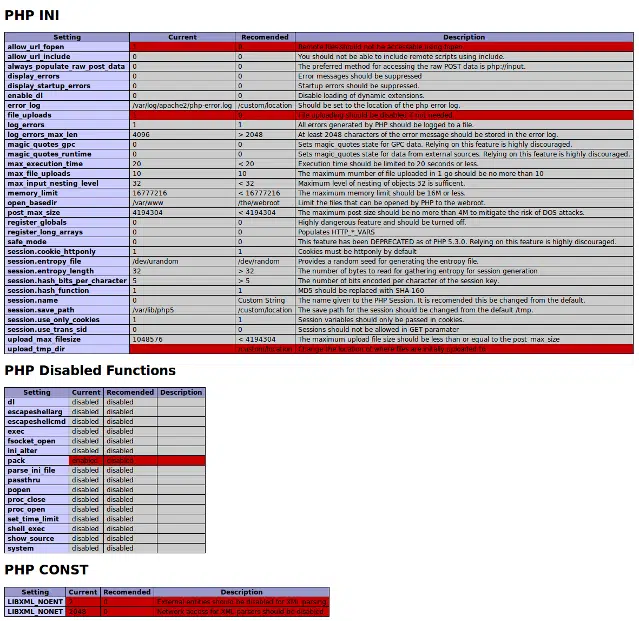 PHP INI
Setting Current Recomended Description
allow_url_fopen 1 0 Remote files should not be accessable using fopen.
allow_url_include 0 0 You should not be able to include remote scripts using include.
always_populate_raw_post_data 0 0 The preferred method for accessing the raw POST data is php://input.
display_errors 0 0 Error messages should be suppressed
display_startup_errors 0 0 Startup errors should be suppressed.
enable_dl 0 0 Disable loading of dynamic extensions.
error_log /var/log/apache2/php-error.log /custom/location Should be set to the location of the php error log.
file_uploads 1 0 File uploading should be disabled if not needed
log_errors 1 1 All errors generated by PHP should be logged to a file.
log_errors_max_len 4096 > 2048 At least 2048 characters of the error message should be stored in the error log.
magic_quotes_gpc 0 0 Sets magic_quotes state for GPC data. Relying on this feature is highly discouraged.
magic_quotes_runtime 0 0 Sets magic_quotes state for data from external sources. Relying on this feature is highly discouraged.
max_execution_time 20 < 20 Execution time should be limited to 20 seconds or less.
max_file_uploads 10 10 The maximum mumber of file uploaded in 1 go should be no more than 10
max_input_nesting_level 32 < 32 Maximum level of nesting of objects 32 is sufficent.
memory_limit 16777216 < 16777216 The maximum memory limit should be 16M or less.
open_basedir /var/www /the/webroot Limit the files that can be opened by PHP to the webroot.
post_max_size 4194304 < 4194304 The maximum post size should be no more 4M to mitigate the risk of DOS attacks.
register_globals 0 0 Highly dangerous feature and should be turned off.
register_long_arrays 0 0 Populates HTTP_*_VARS
safe_mode 0 0 This feature has been DEPRECATED as of PHP 5.3.0. Relying on this feature is highly discouraged.
session.cookie_httponly 1 1 Cookies must be httponly by default
session.entropy_file /dev/urandom /dev/random Provides a random seed for generating the entropy file.
session.entropy_length 32 > 32 The number of bytes to read for gathering entropy for session generation
session.hash_bits_per_character 5 > 5 The number of bits encoded per character of the session key.
session.hash_function 1 1 MD5 should be replaced with SHA-160
session.name 0 Custom String The name given to the PHP Session. It is recomended this be changed from the default.
session.save_path /var/lib/php5 /custom/location The save path for the session should be changed from the default /tmp.
session.use_only_cookies 1 1 Session variables should only be passed in cookies.
session.use_trans_sid 0 0 Sessions should not be allowed in GET paramater
upload_max_filesize 1048576 < 4194304 The maximum upload file size should be less than or equal to the post_max_size
upload_tmp_dir /custom/location Change the location of where files are initally uploaded to
PHP Disabled Functions
Setting Current Recomended Description
dl disabled disabled
escapeshellarg disabled disabled
escapeshellcmd disabled disabled
exec disabled disabled
fsocket_open disabled disabled
ini_alter disabled disabled
pack enabled disabled
parse_ini_file disabled disabled
passthru disabled disabled
popen disabled disabled
proc_close disabled disabled
proc_open disabled disabled
set_time_limit disabled disabled
shell_exec disabled disabled
show_source disabled disabled
system disabled disabled
PHP CONST
Setting Current Recomended Description
LIBXML_NOENT 2 0 External entities should be disabled for XML parsing
LIBXML_NONET 2048 0 Network access for XML parsers should be disabled